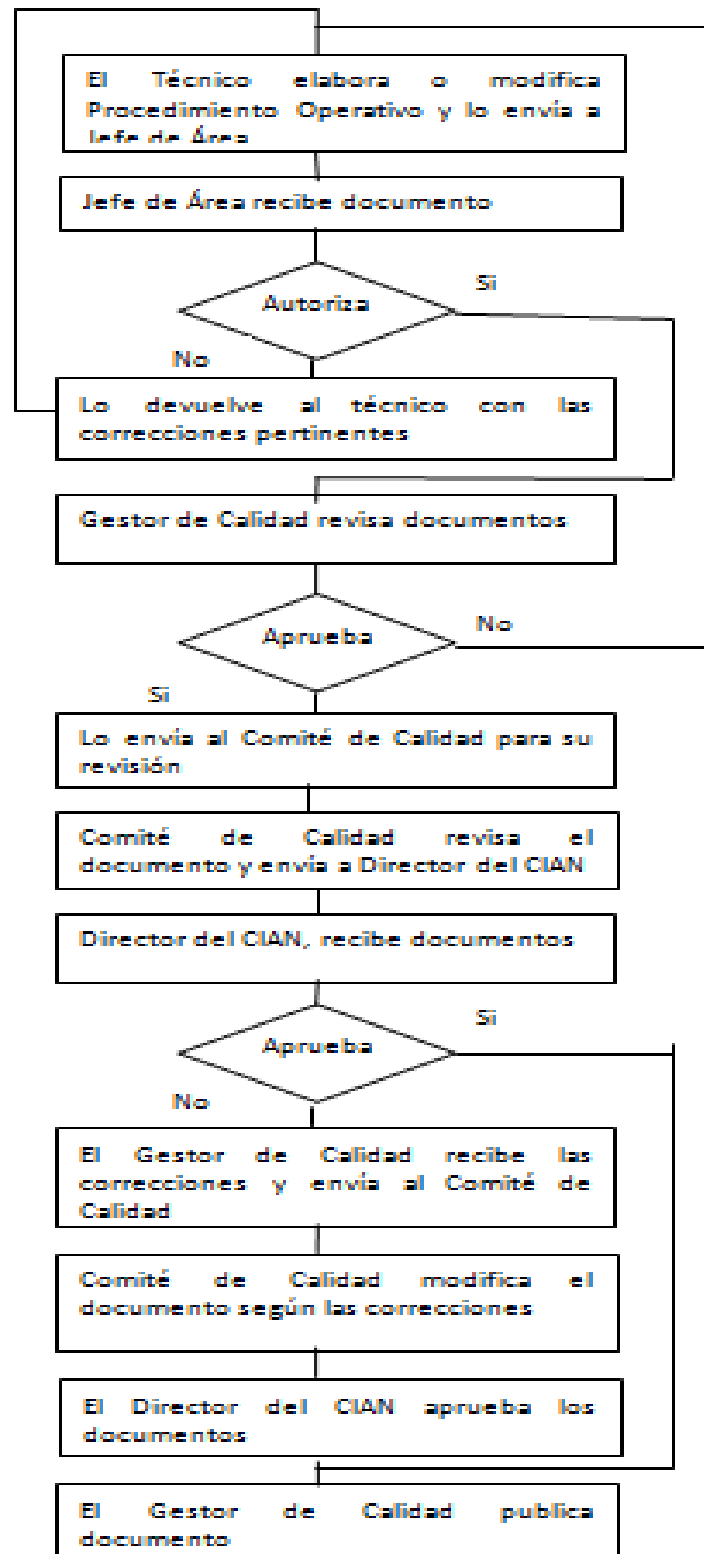 El Técnico elabora o modifica
Procedimiento Operativo y lo envía a
Jefe de Área
Jefe de Área recibe documento
Autoriza
Si
No
Lo devuelve al técnico con las
correcciones pertinentes
Gestor de Calidad revisa documentos
Aprueba
No
Si
Lo envía al Comité de Calidad para su
revisión
Comité de Calidad revisa el
documento y envía a Director del CIAN
Director del CIAN, recibe documentos
Aprueba
Si
No
El Gestor de Calidad recibe las
correcciones y envía al Comité de
Calidad
Comité de Calidad modifica el
documento según las correcciones
El Director del CIAN aprueba los
documentos
El Gestor de Calidad publica
documento